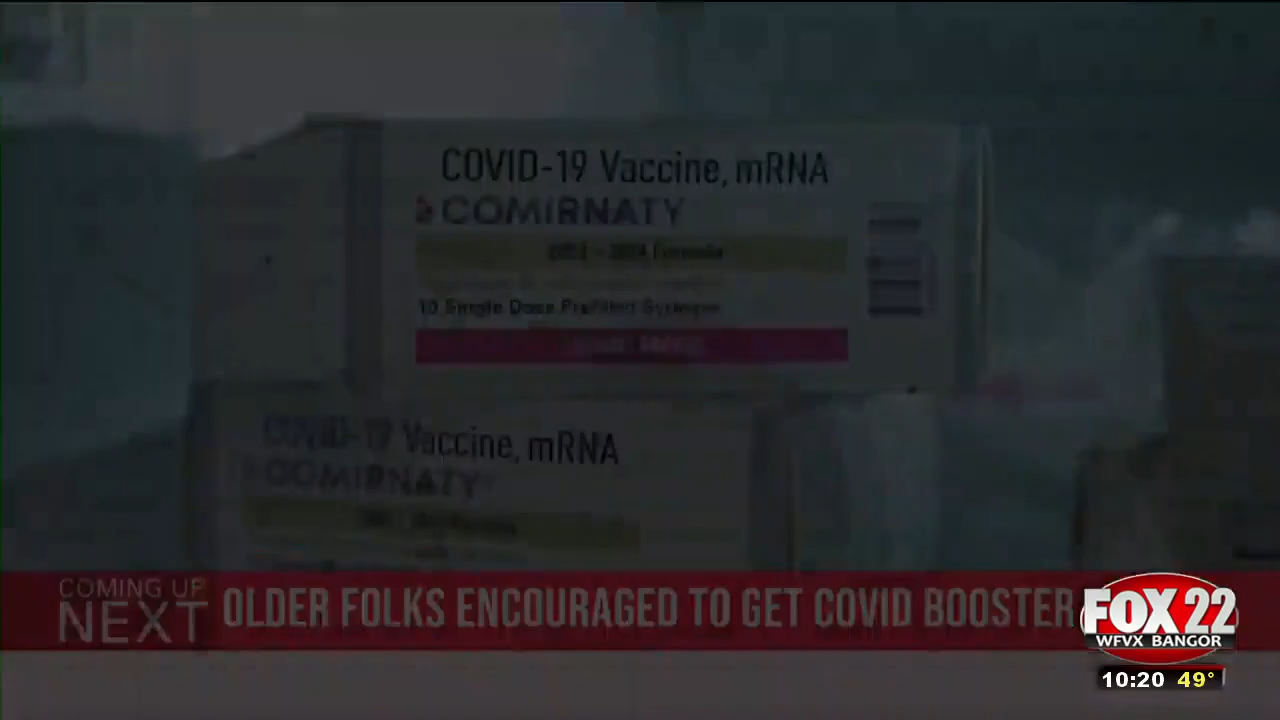 COVID-19 Vaccine, mRNA
COMIRNATY
Formula
10 Single Dose Prefilled Syringes
COVID-19 Vaccine, mRNA
COMIRNATY
COMING UP
NEXT
OLDER FOLKS ENCOURAGED TO GET COVID BOOSTER
FOX 22
WFVX BANGOR
10:20 49°